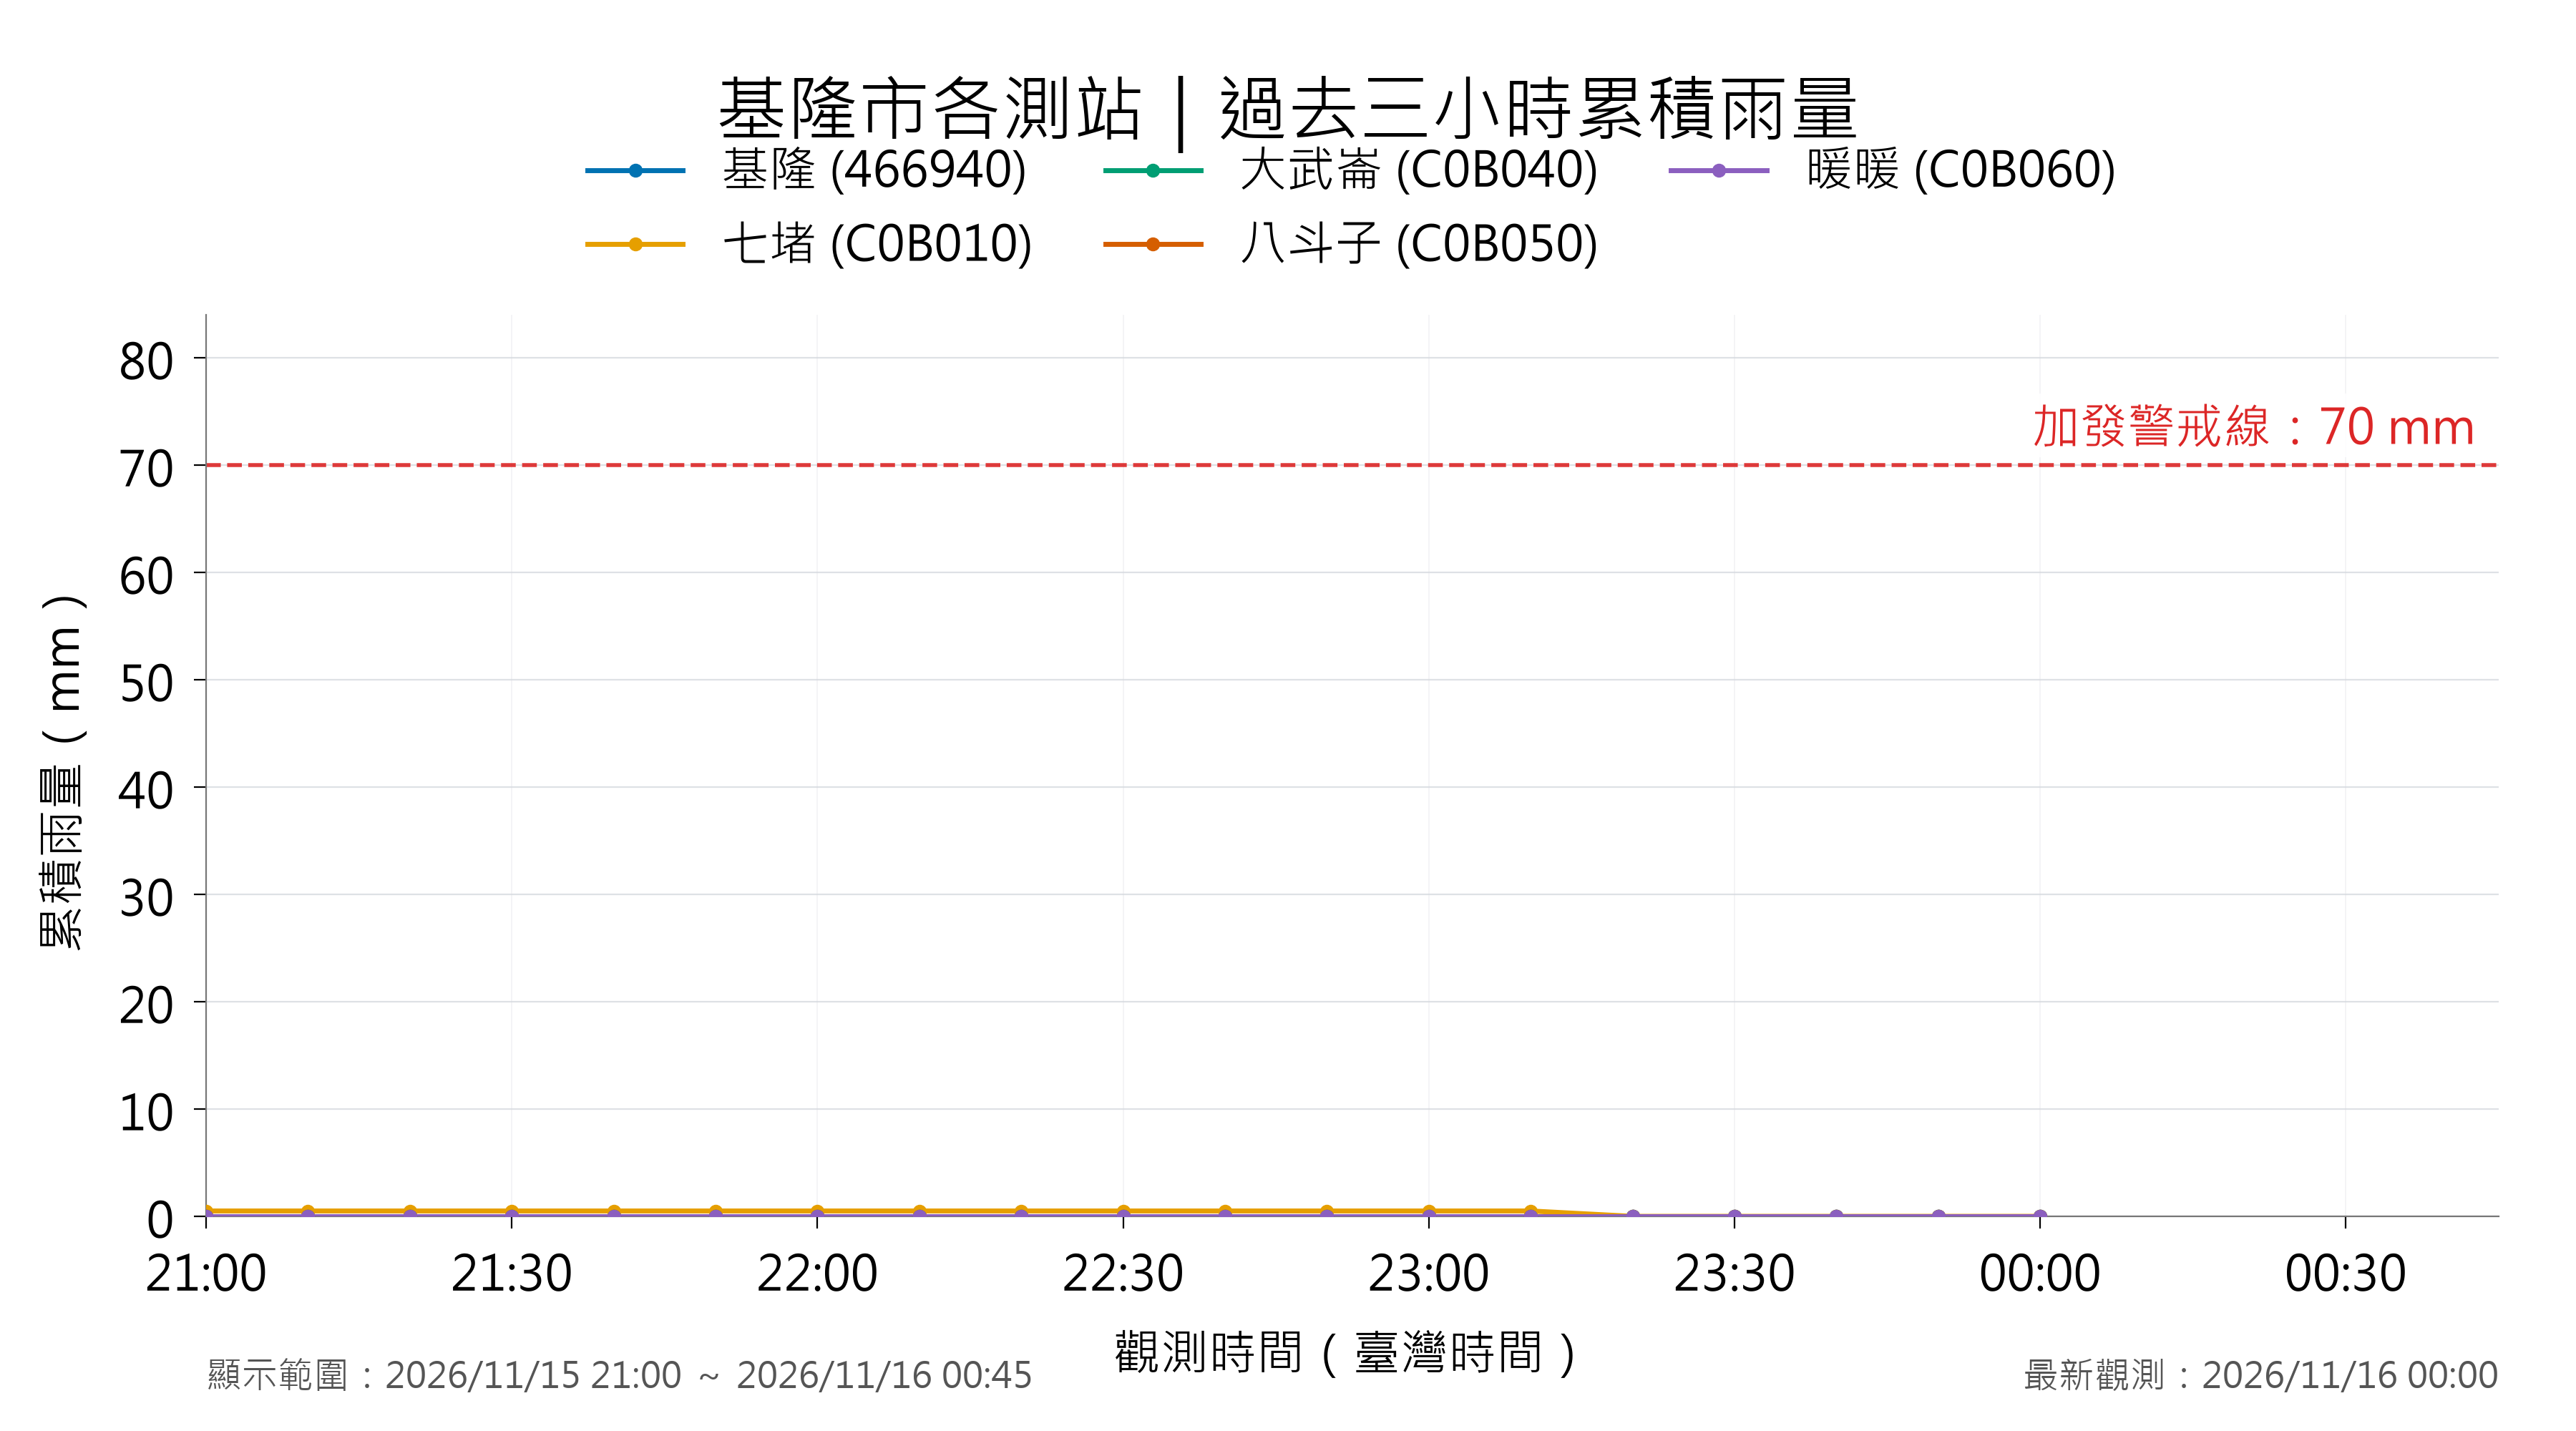 基隆市各測站｜過去三小時累積雨量
基隆 (466940)
大武崙 (C0B040)
暖暖 (C0B060)
七堵 (C0B010)
八斗子 (C0B050)
80
70
60
50
40
30
20
10
0
累積雨量（mm）
加發警戒線：70 mm
21:00 21:30 22:00 22:30 23:00 23:30 00:00 00:30
觀測時間（臺灣時間）
顯示範圍：2026/11/15 21:00 ~ 2026/11/16 00:45
最新觀測：2026/11/16 00:00